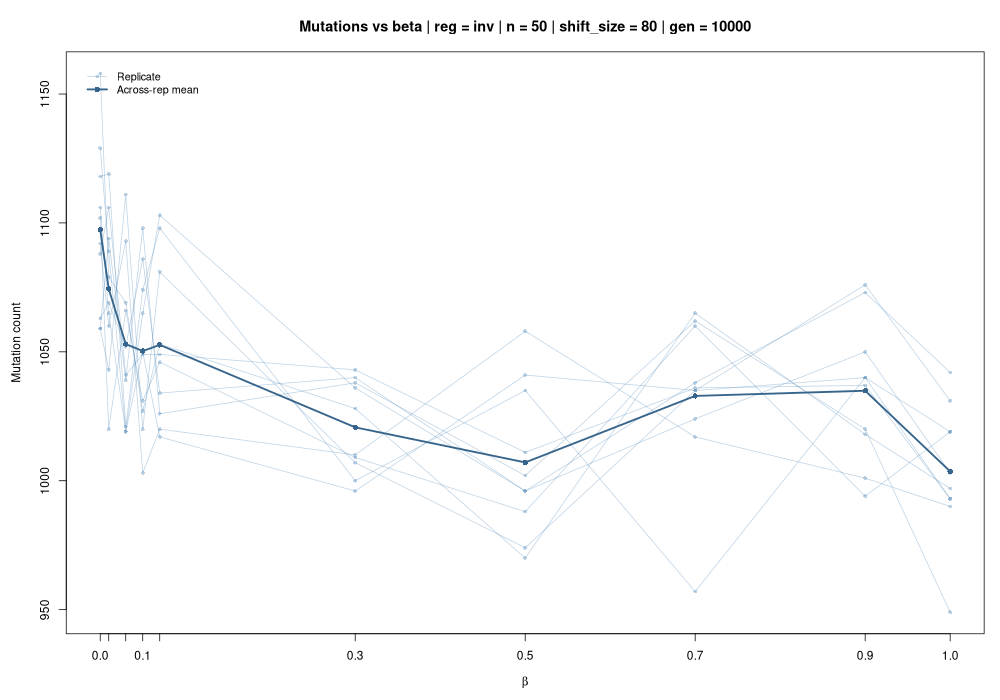 Mutations vs beta | reg = inv | n = 50 | shift_size = 80 | gen = 10000
Replicate
Across-rep mean
Mutation count
1150
1100
1050
1000
950
0.0 0.1 0.3 0.5 0.7 0.9 1.0
β